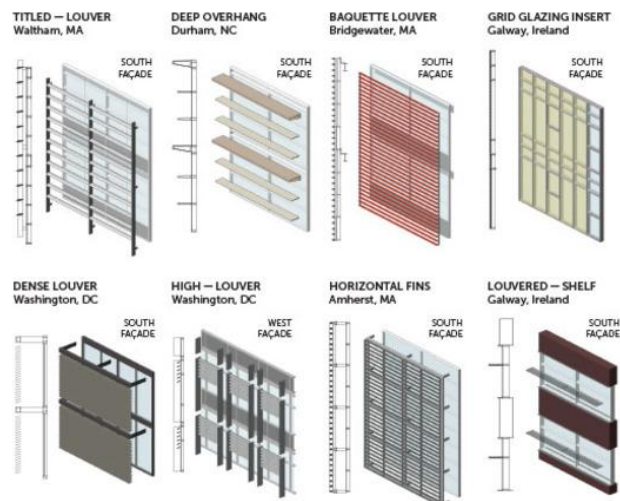 TITLED — LOUVER
Waltham, MA
SOUTH
FAÇADE
DEEP OVERHANG
Durham, NC
SOUTH
FAÇADE
BAQUETTE LOUVER
Bridgewater, MA
SOUTH
FAÇADE
GRID GLAZING INSERT
Galway, Ireland
SOUTH
FAÇADE
DENSE LOUVER
Washington, DC
SOUTH
FAÇADE
HIGH — LOUVER
Washington, DC
WEST
FAÇADE
HORIZONTAL FINS
Amherst, MA
SOUTH
FAÇADE
LOUVERED — SHELF
Galway, Ireland
SOUTH
FAÇADE